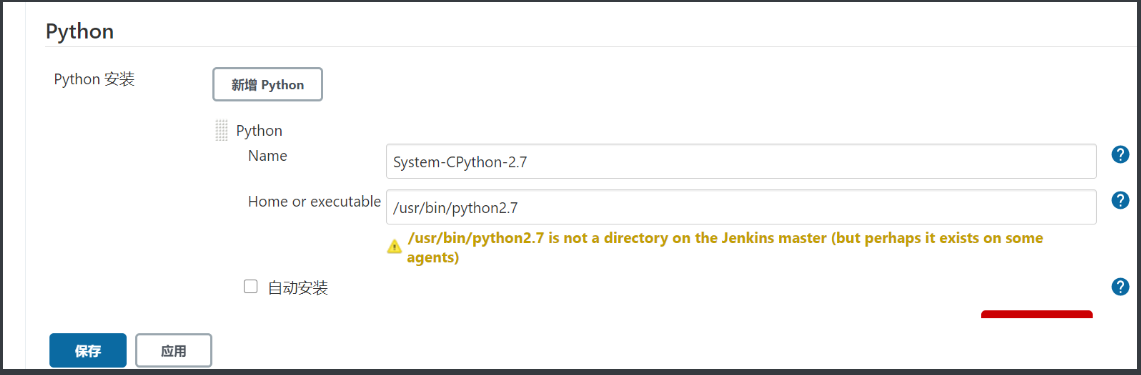 Python
Python 安装
新增 Python
Python
Name
System-CPython-2.7
?
Home or executable
/usr/bin/python2.7
?
/usr/bin/python2.7 is not a directory on the Jenkins master (but perhaps it exists on some
agents)
自动安装
?
保存
应用